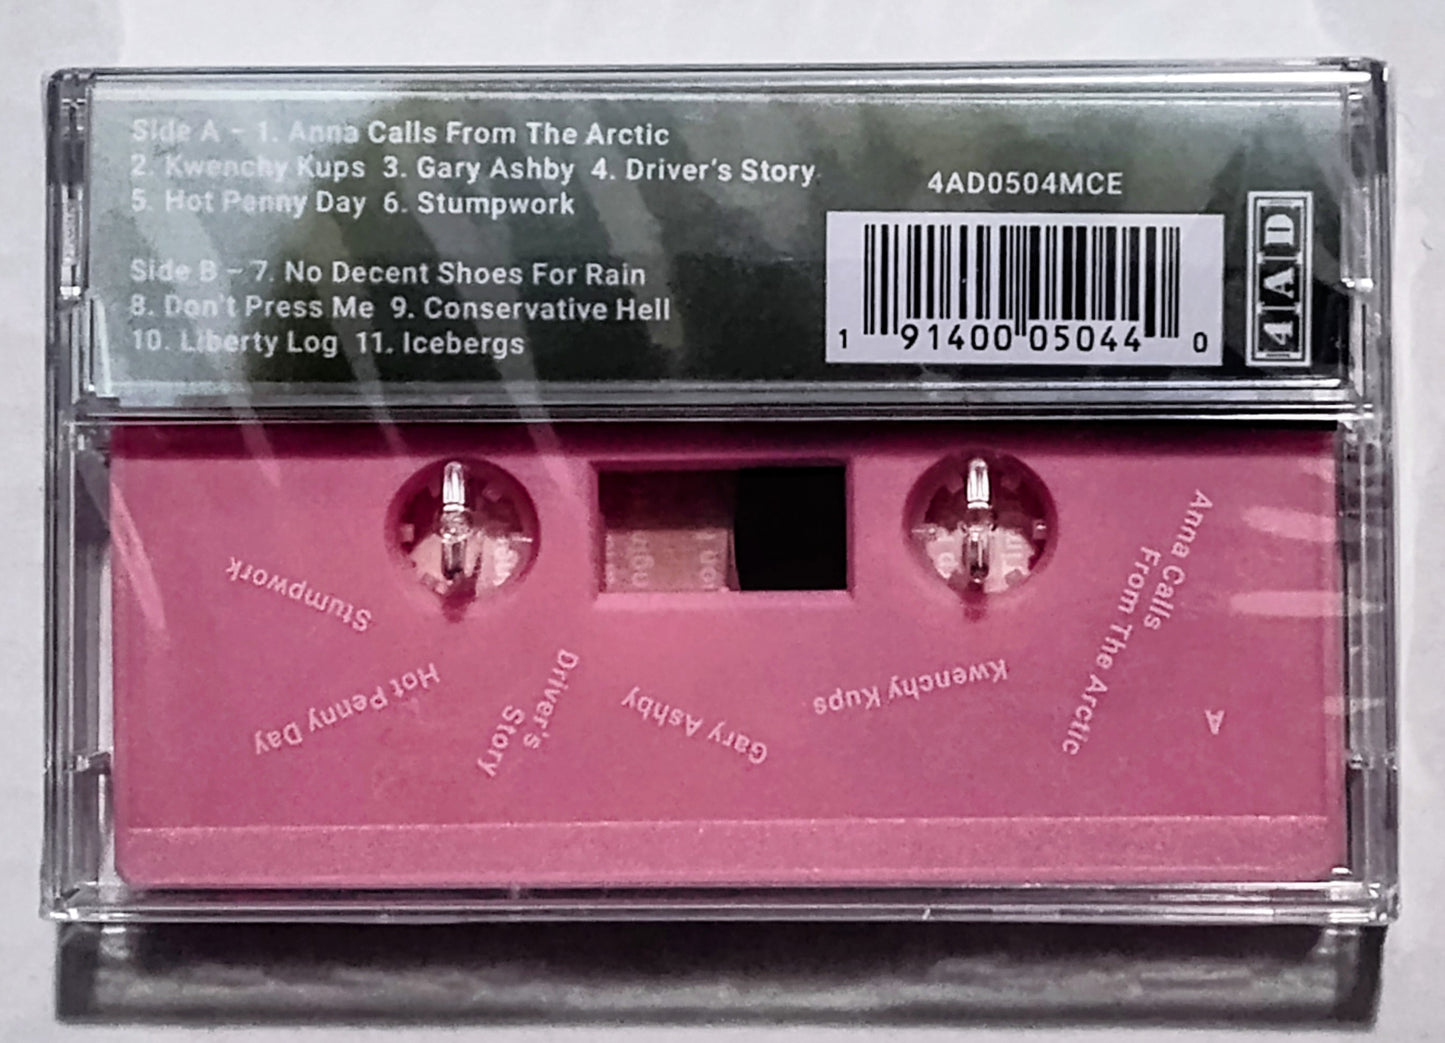 Side A – 1. Anna Calls From The Arctic
2. Kwenchy Kups 3. Gary Ashby 4. Driver's Story
5. Hot Penny Day 6. Stumpwork
Side B – 7. No Decent Shoes For Rain
8. Don't Press Me 9. Conservative Hell
10. Liberty Log 11. Icebergs
4AD0504MCE
1 91400 05044 0
4AD
Anna Calls
From The Arctic
A
Kwenchy Kups
Gary Ashby
Driver's
Story
Hot Penny Day
Stumpwork